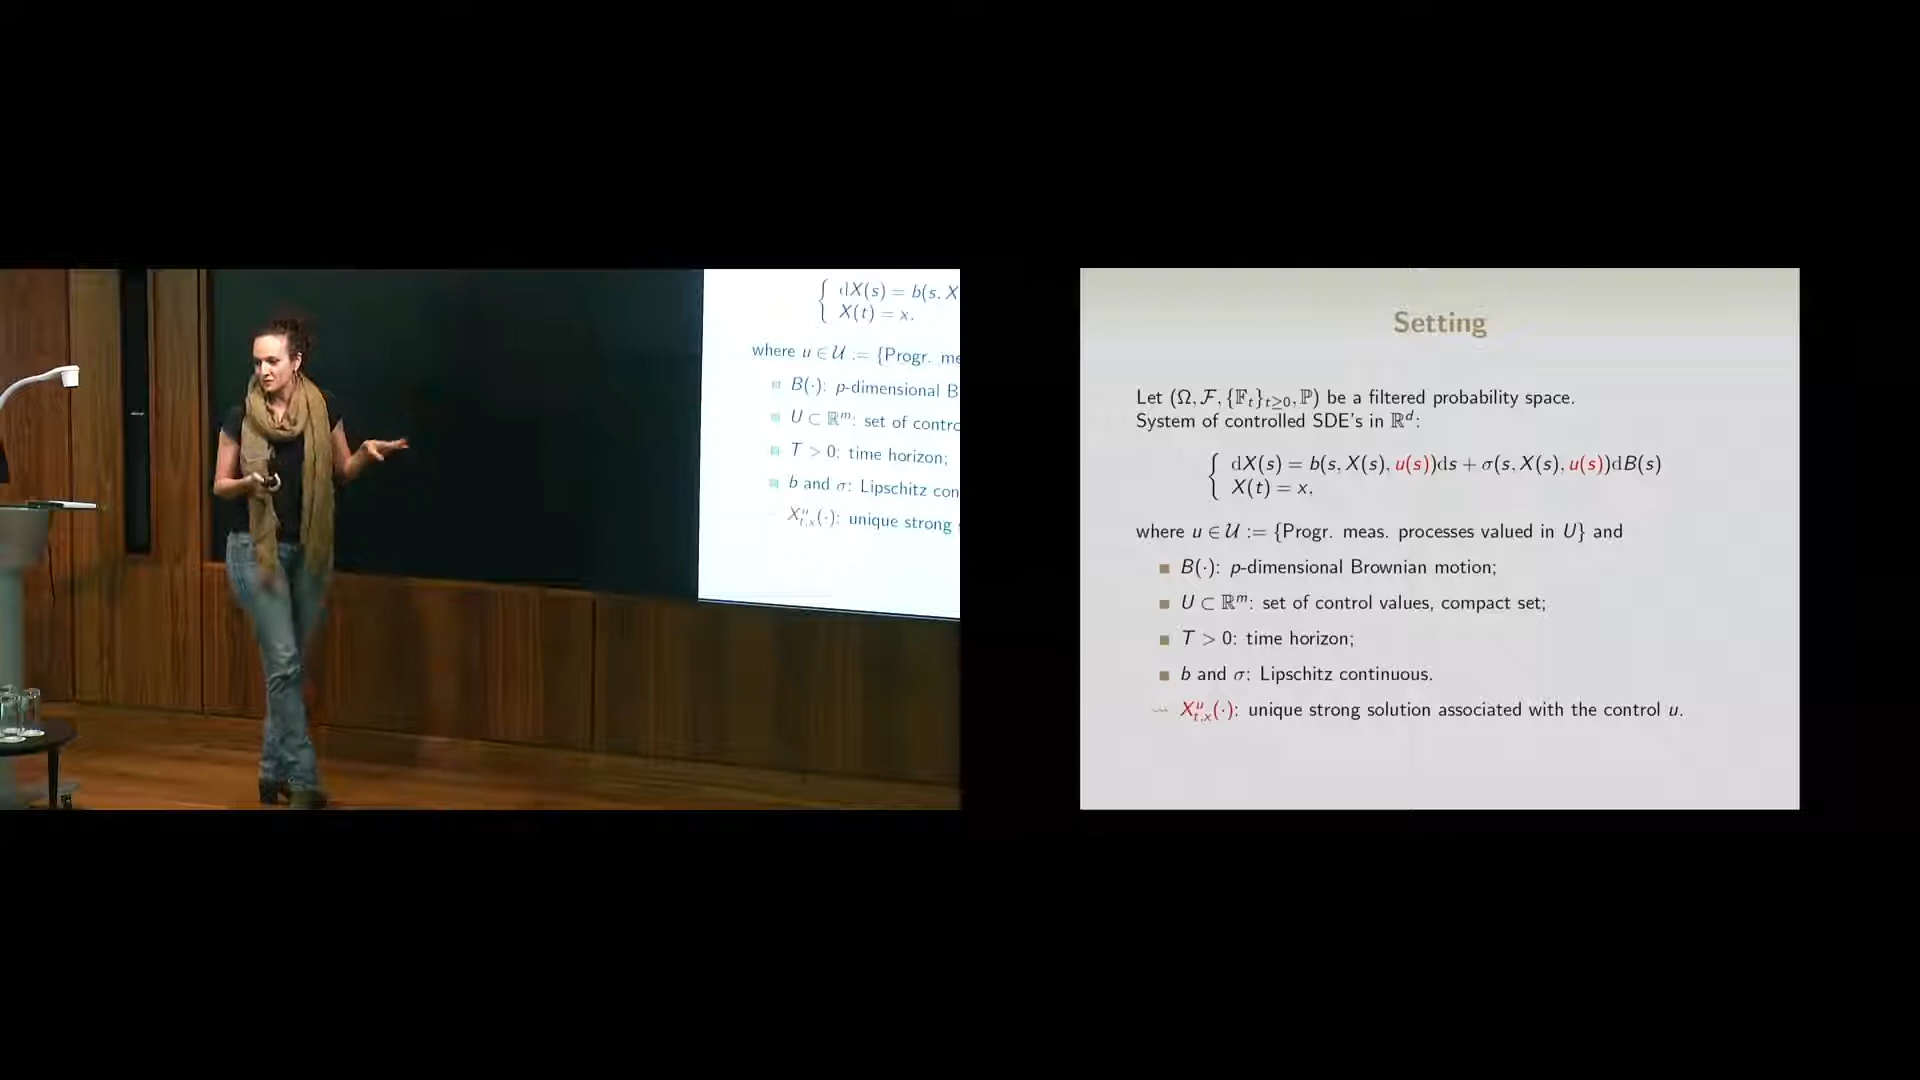 { dX(s) = b(s, X
X(t) = x.
where u ∈ 𝒰 := {Progr. me
B(·): p-dimensional B
U ⊂ ℝᵐ: set of contro
T > 0: time horizon;
b and σ: Lipschitz con
Xᵘₜ,ₓ(·): unique strong
Setting
Let (Ω, ℱ, {𝔽ₜ}ₜ≥₀, ℙ) be a filtered probability space.
System of controlled SDE's in ℝᵈ:
{ dX(s) = b(s, X(s), u(s))ds + σ(s, X(s), u(s))dB(s)
X(t) = x.
where u ∈ 𝒰 := {Progr. meas. processes valued in U} and
B(·): p-dimensional Brownian motion;
U ⊂ ℝᵐ: set of control values, compact set;
T > 0: time horizon;
b and σ: Lipschitz continuous.
Xᵘₜ,ₓ(·): unique strong solution associated with the control u.